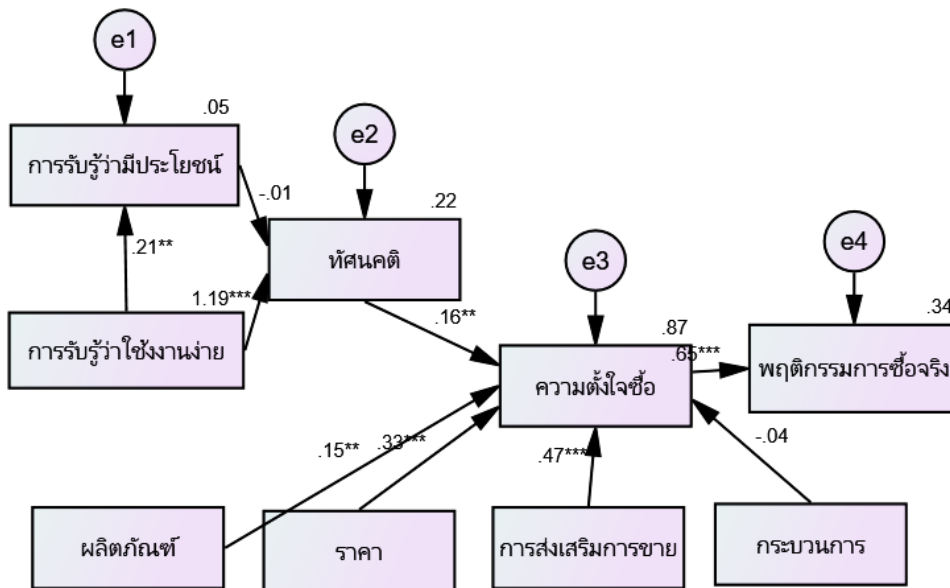 e1
.05
การรับรู้ว่ามีประโยชน์
e2
-.01
.22
ทัศนคติ
.21**
1.19***
e3
e4
.16**
.87
.34
การรับรู้ว่าใช้งงานง่าย
.65***
ความตั้งใจซื้อ
พฤติกรรมการซื้อจริง
.15**
.33***
.47***
-.04
ผลิตภัณฑ์
ราคา
การส่งเสริมการขาย
กระบวนการ